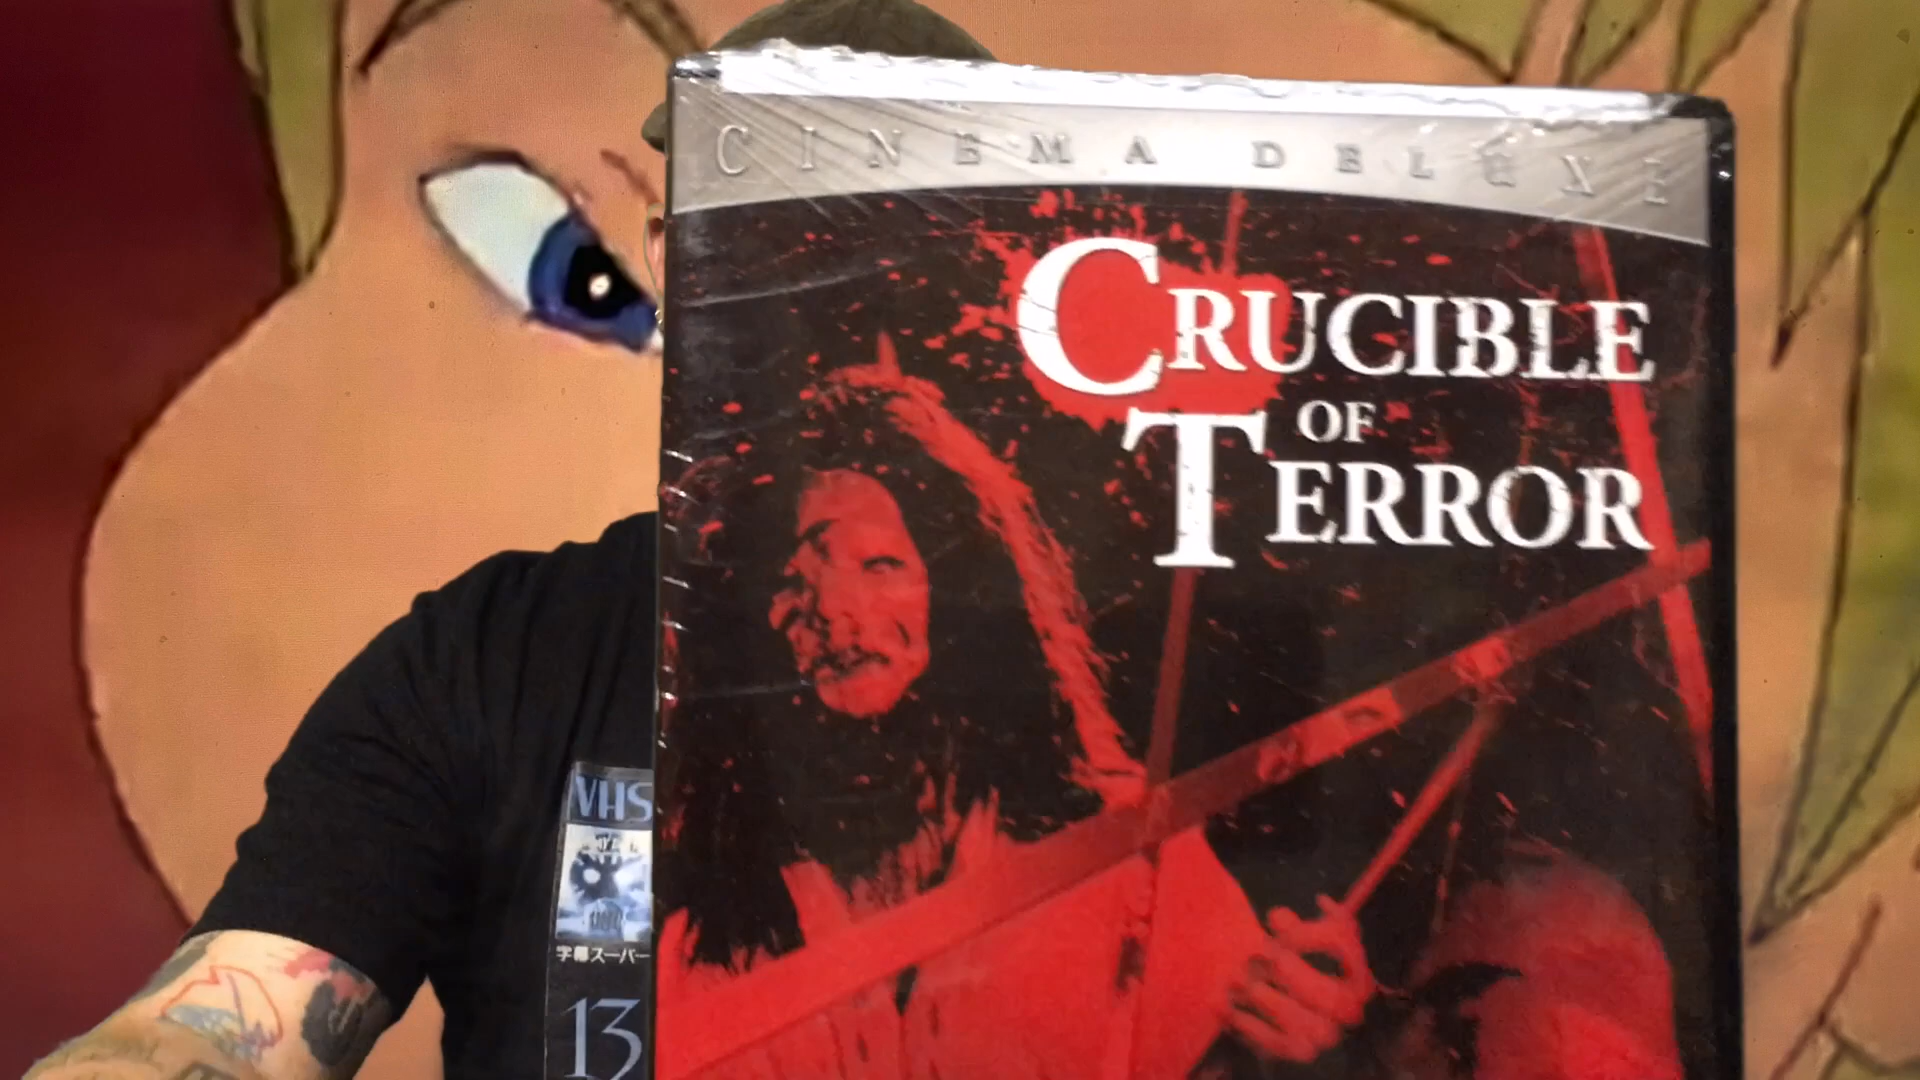 CINEMA DELUXE
CRUCIBLE
OF
TERROR
VHS
字幕スーパー
13